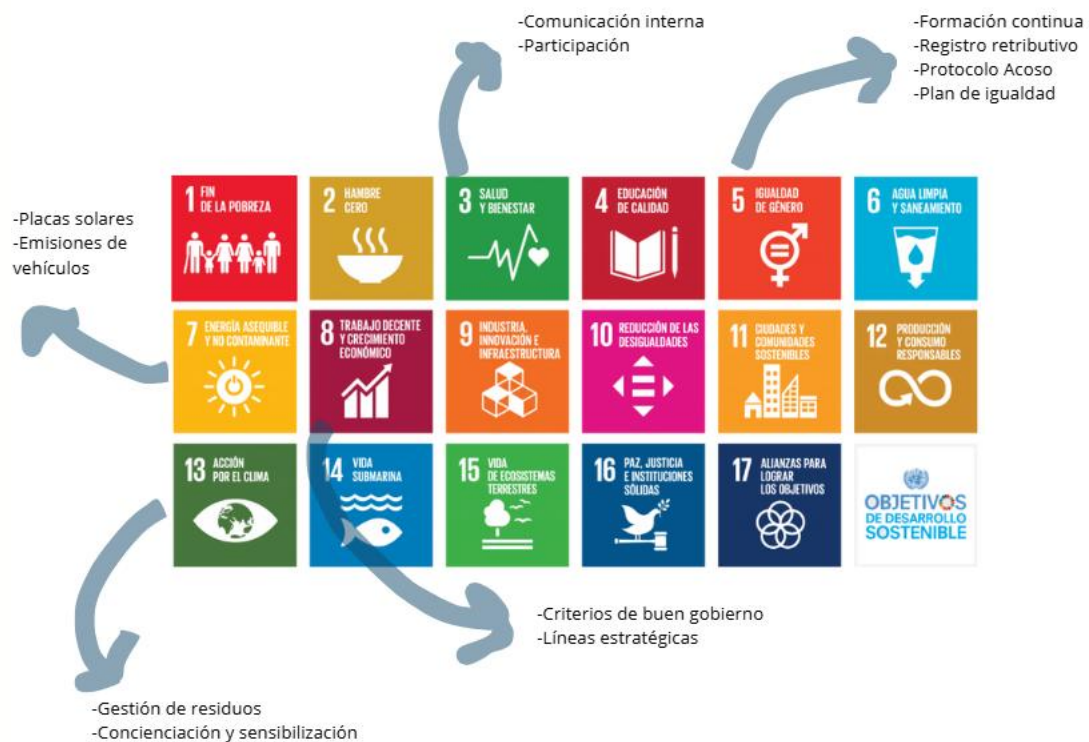 -Comunicación interna
-Participación
-Formación continua
-Registro retributivo
-Protocolo Acoso
-Plan de igualdad
-Placas solares
-Emisiones de
vehículos
1 FIN
DE LA POBREZA
2 HAMBRE
CERO
3 SALUD
Y BIENESTAR
4 EDUCACIÓN
DE CALIDAD
5 IGUALDAD
DE GÉNERO
6 AGUA LIMPIA
Y SANEAMIENTO
7 ENERGÍA ASEQUIBLE
Y NO CONTAMINANTE
8 TRABAJO DECENTE
Y CRECIMIENTO
ECONÓMICO
9 INDUSTRIA,
INNOVACIÓN E
INFRAESTRUCTURA
10 REDUCCIÓN DE LAS
DESIGUALDADES
11 CIUDADES Y
COMUNIDADES
SOSTENIBLES
12 PRODUCCIÓN
Y CONSUMO
RESPONSABLES
13 ACCIÓN
POR EL CLIMA
14 VIDA
SUBMARINA
15 VIDA
DE ECOSISTEMAS
TERRESTRES
16 PAZ, JUSTICIA
E INSTITUCIONES
SÓLIDAS
17 ALIANZAS PARA
LOGRAR
LOS OBJETIVOS
OBJETIVOS
DE DESARROLLO
SOSTENIBLE
-Criterios de buen gobierno
-Líneas estratégicas
-Gestión de residuos
-Concienciación y sensibilización